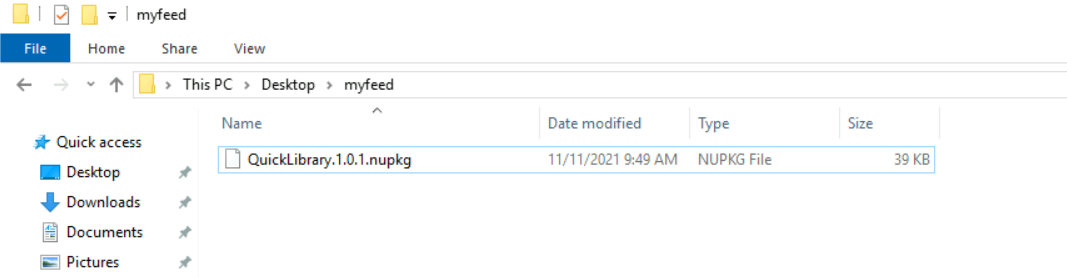 myfeed
File Home Share View
This PC Desktop myfeed
Name Date modified Type Size
Quick access
QuickLibrary.1.0.1.nupkg 11/11/2021 9:49 AM NUPKG File 39 KB
Desktop
Downloads
Documents
Pictures